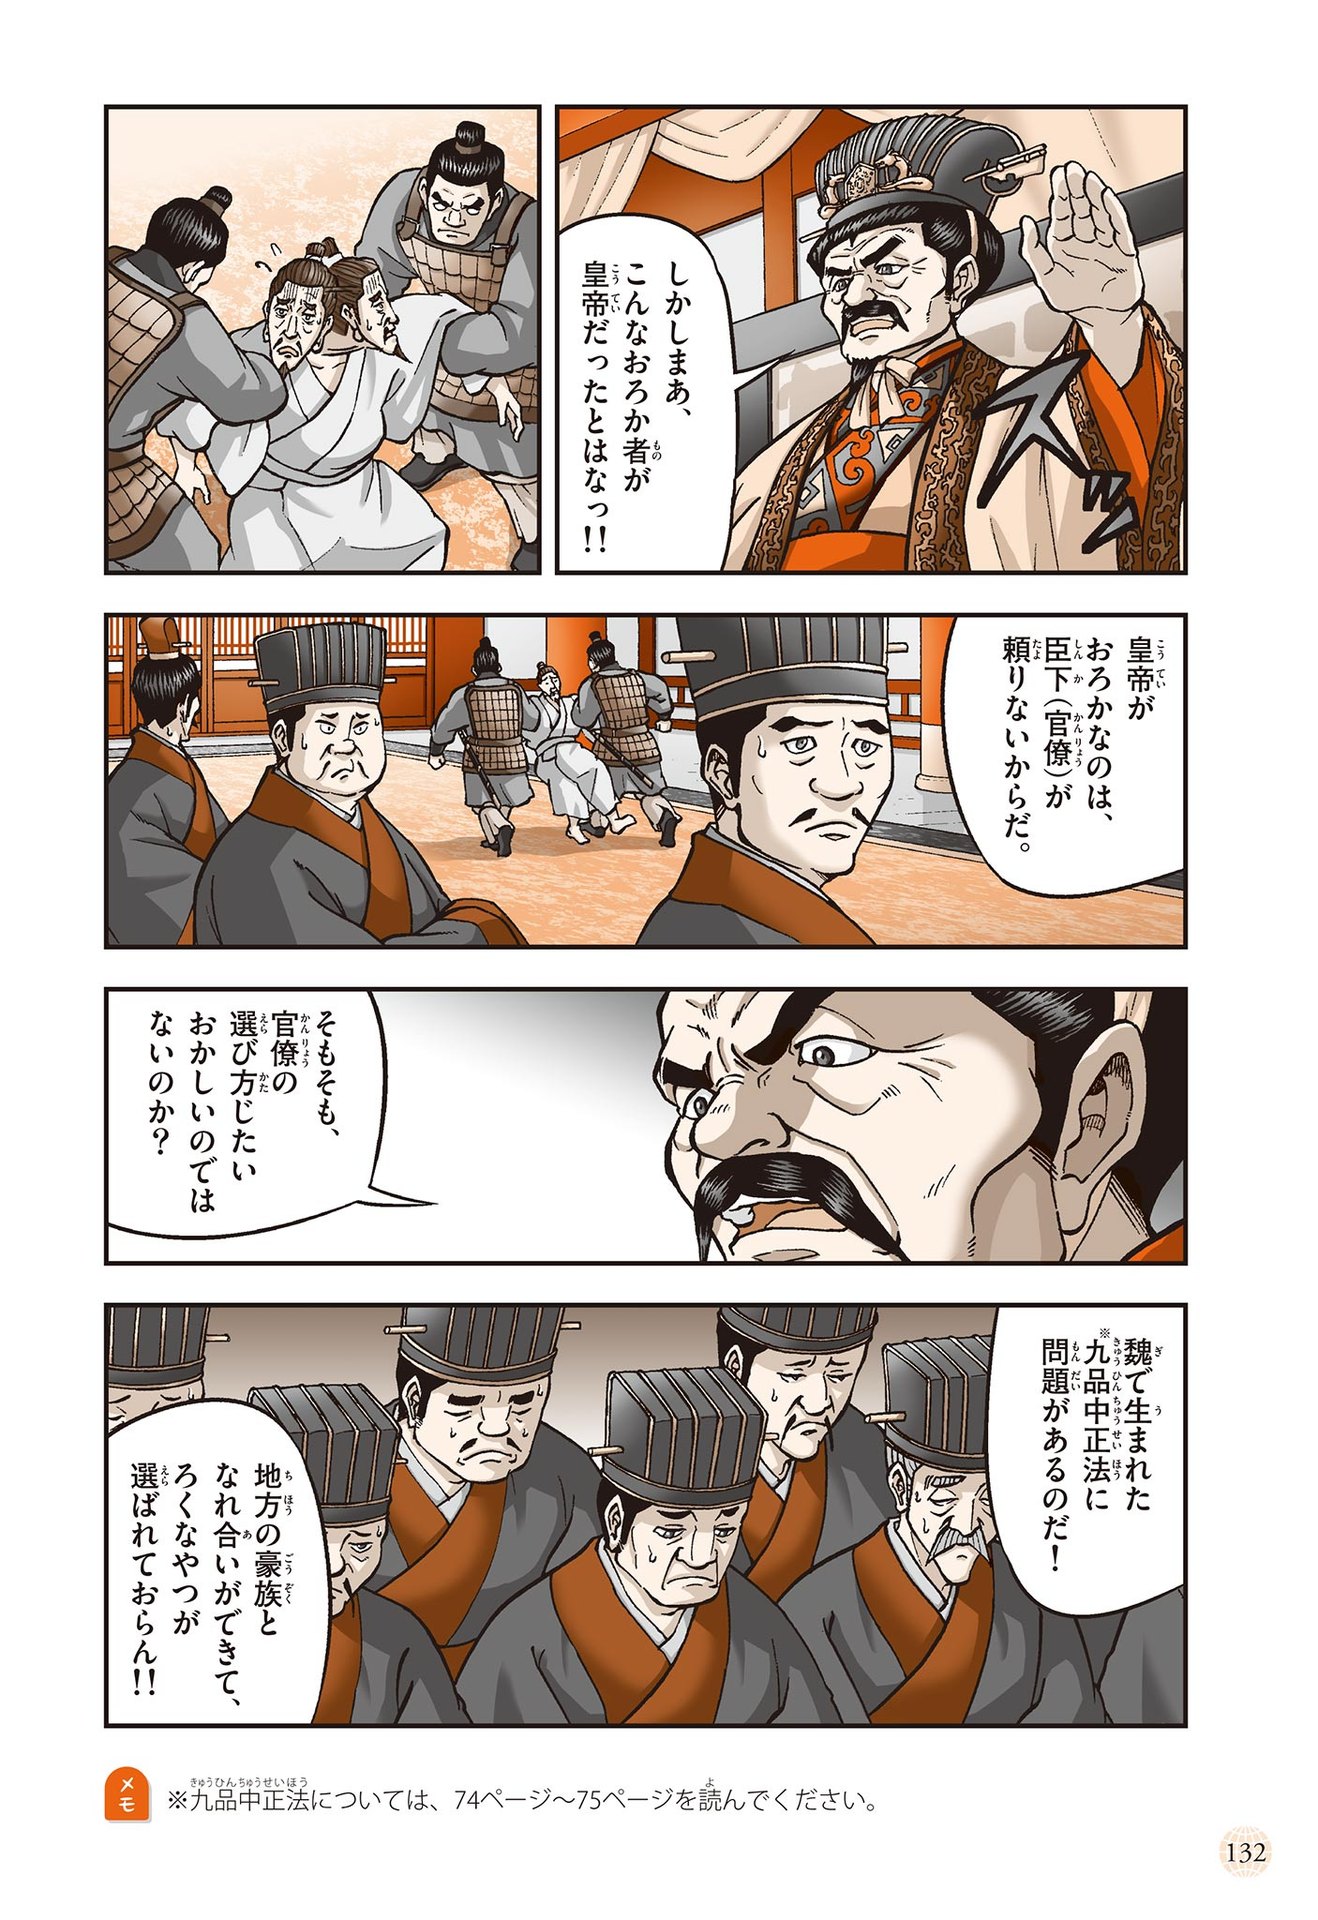 しかしまあ、
こんなおろか者が
皇帝だったとはなっ!!
スッ
皇帝が
おろかなのは、
臣下(官僚)が
頼りないからだ。
そもそも、
官僚の
選び方じたい
おかしいのでは
ないのか?
魏で生まれた
※九品中正法に
問題があるのだ!
地方の豪族と
なれ合いができて、
ろくなやつが
選ばれておらん!!
メモ
※九品中正法については、74ページ〜75ページを読んでください。
132